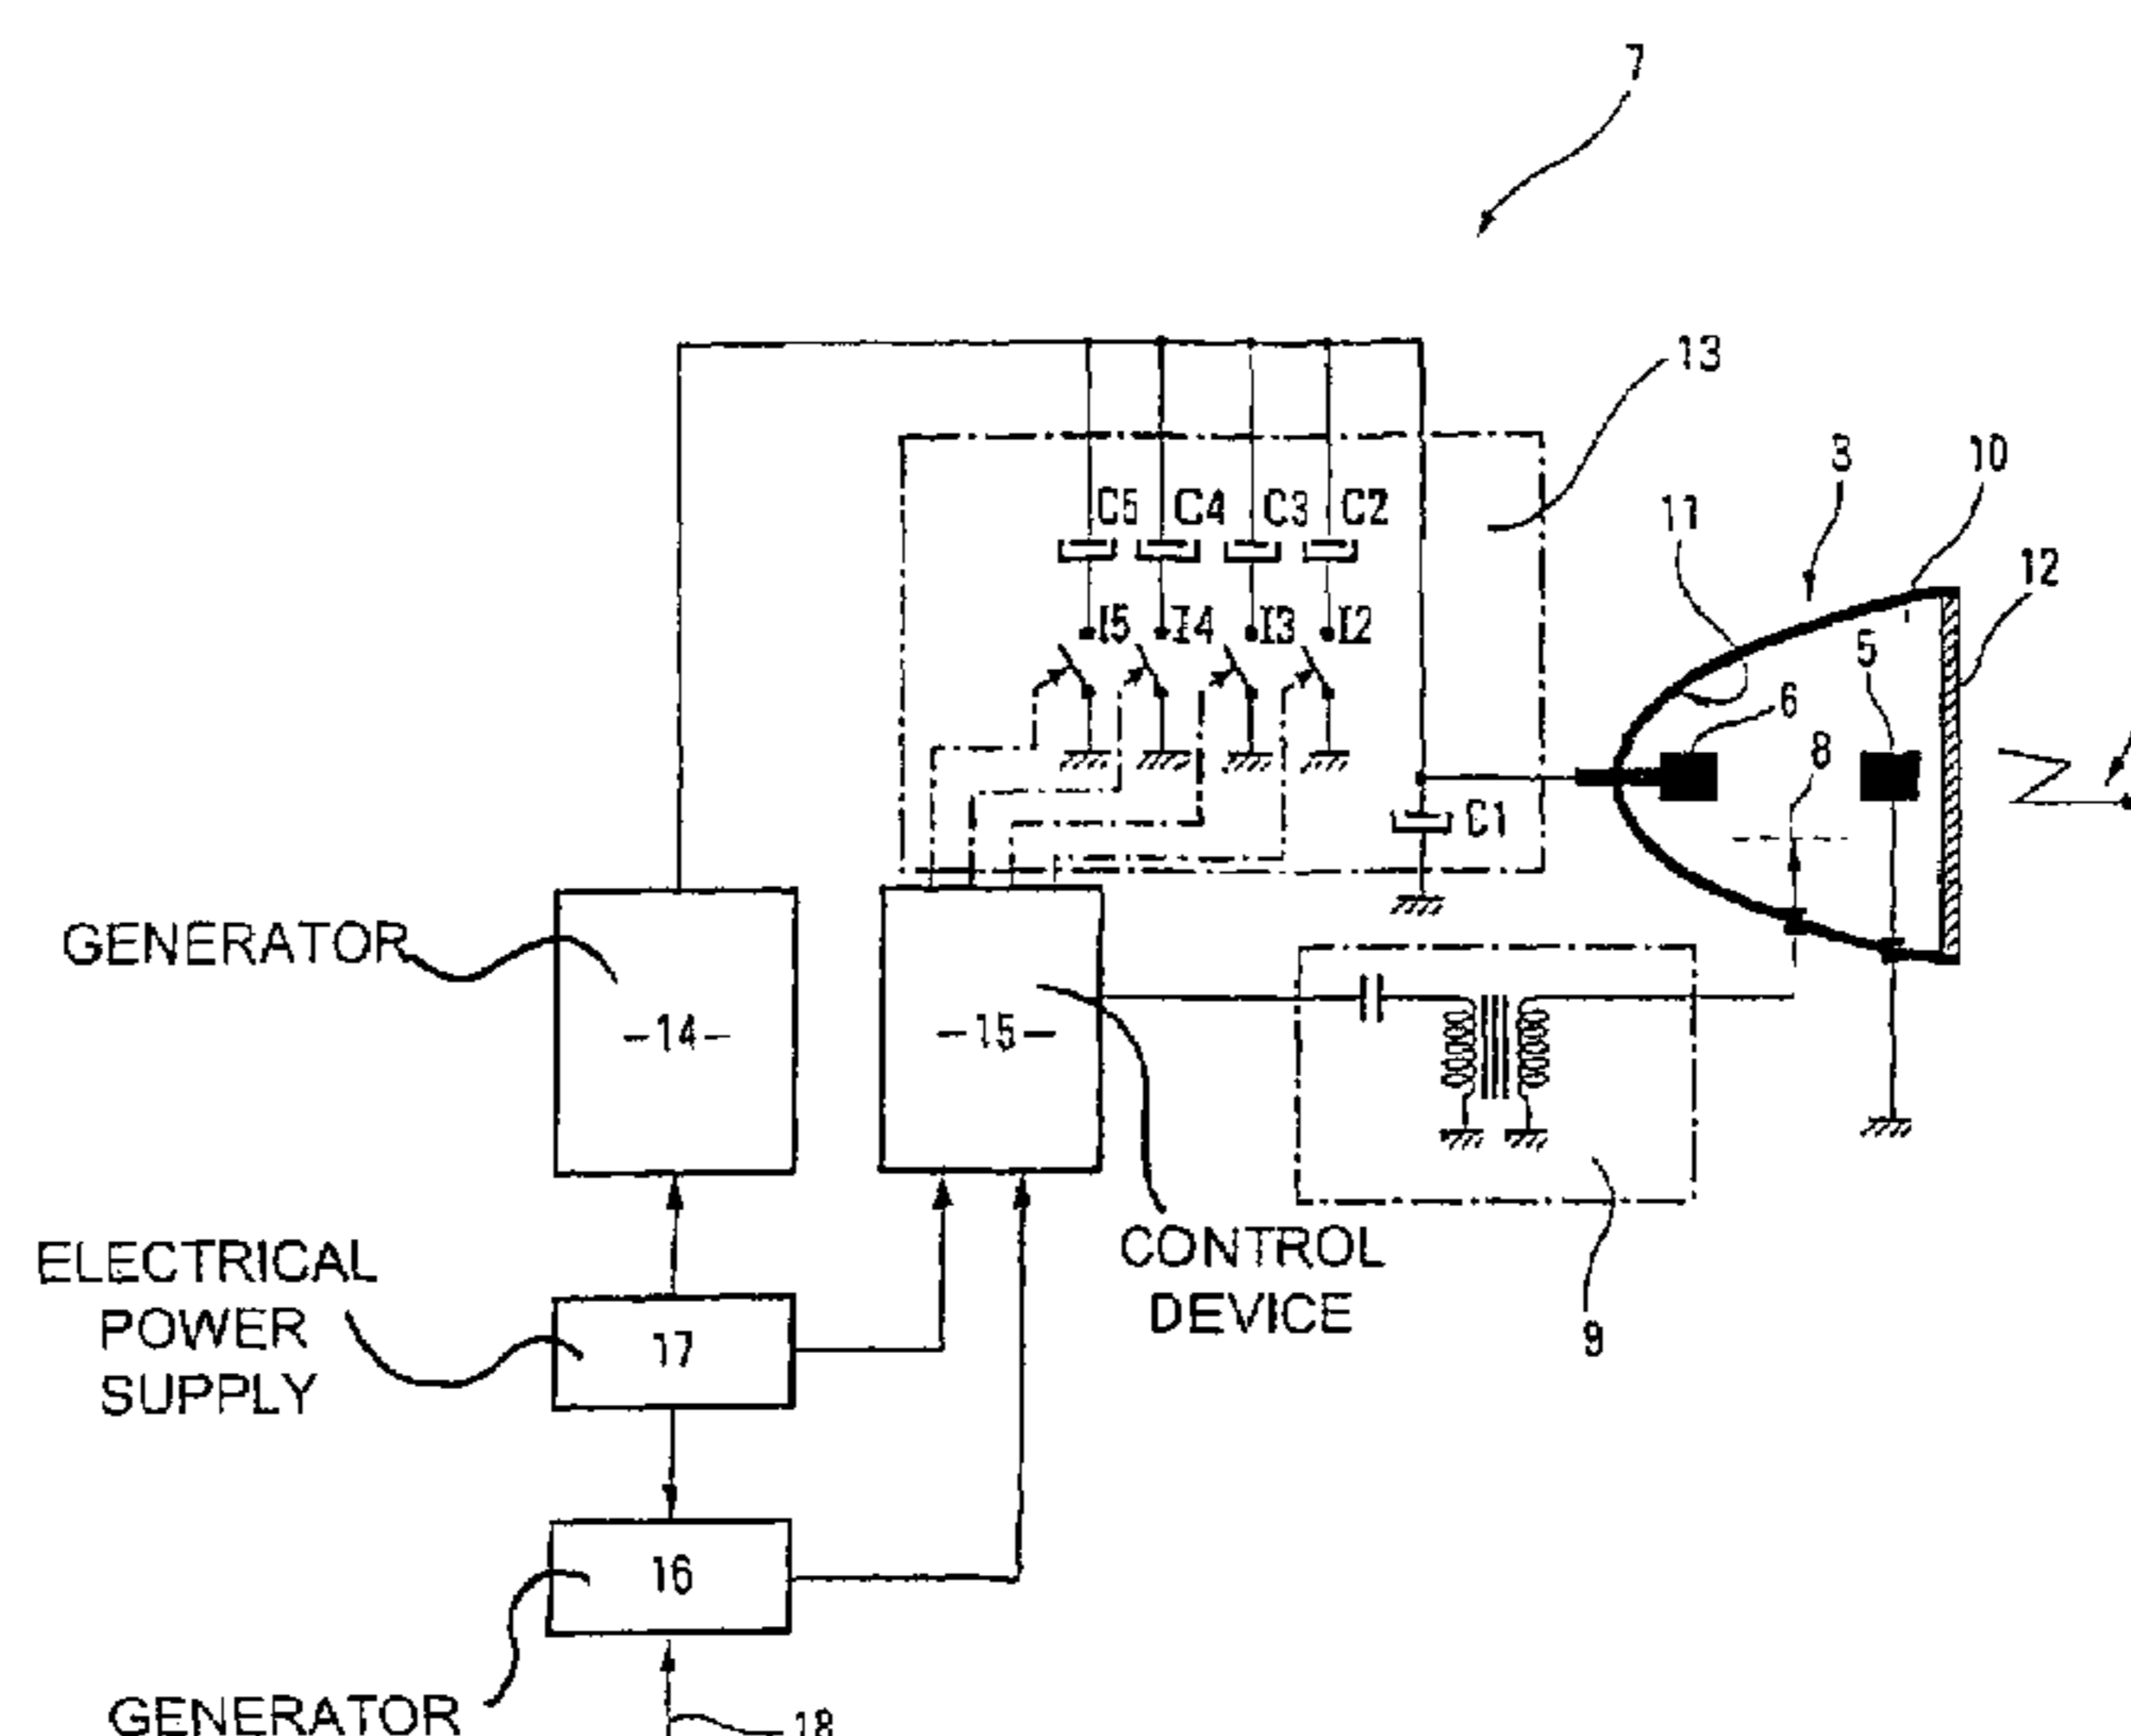 7
13
3
10
11
12
C5 C4 C3 C2
I5 I4 I3 I2
5
6
8
C1
GENERATOR
-14-
-15-
ELECTRICAL
POWER
SUPPLY
17
CONTROL
DEVICE
9
16
GENERATOR
18